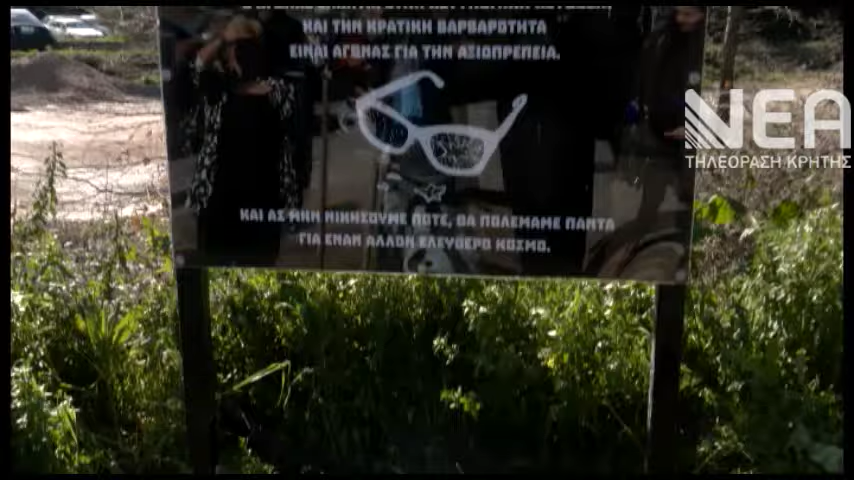 ΚΑΙ ΤΗΝ ΚΡΑΤΙΚΗ ΒΑΡΒΑΡΟΤΗΤΑ
ΕΙΝΑΙ ΑΓΩΝΑΣ ΓΙΑ ΤΗΝ ΑΞΙΟΠΡΕΠΕΙΑ.
ΝΕΑ
ΤΗΛΕΟΡΑΣΗ ΚΡΗΤΗΣ
ΚΑΙ ΑΣ ΜΗΝ ΝΙΚΗΣΟΥΜΕ ΠΟΤΕ, ΘΑ ΠΟΛΕΜΑΜΕ ΠΑΝΤΑ
ΓΙΑ ΕΝΑΝ ΑΛΛΟΝ ΕΛΕΥΘΕΡΟ ΚΟΣΜΟ.